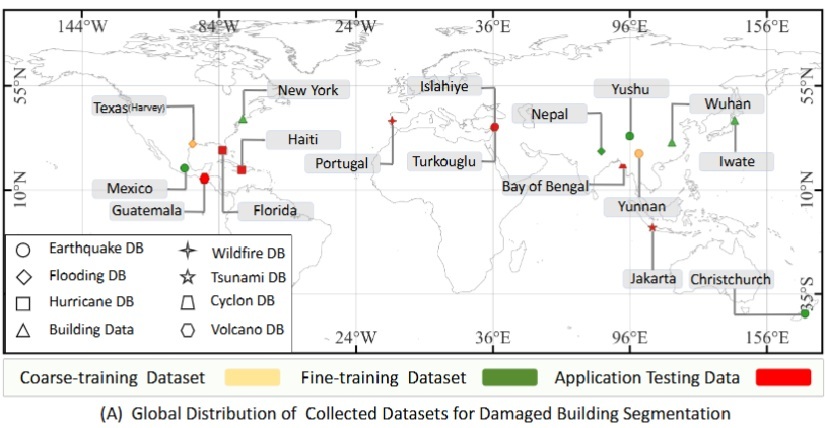 144°W 84°W 24°W 36°E 96°E 156°E
55°N 55°N
New York
Islahiye
Yushu
Texas(Harvey)
Nepal
Wuhan
Haiti
Portugal
Turkouglu
Iwate
Mexico
Bay of Bengal
10°N 10°N
Guatemala
Florida
Yunnan
Earthquake DB
Wildfire DB
Flooding DB
Tsunami DB
Hurricane DB
Cyclon DB
Building Data
Volcano DB
Jakarta
Christchurch
35°S
24°W 36°E 96°E 156°E
Coarse-training Dataset Fine-training Dataset Application Testing Data
(A) Global Distribution of Collected Datasets for Damaged Building Segmentation